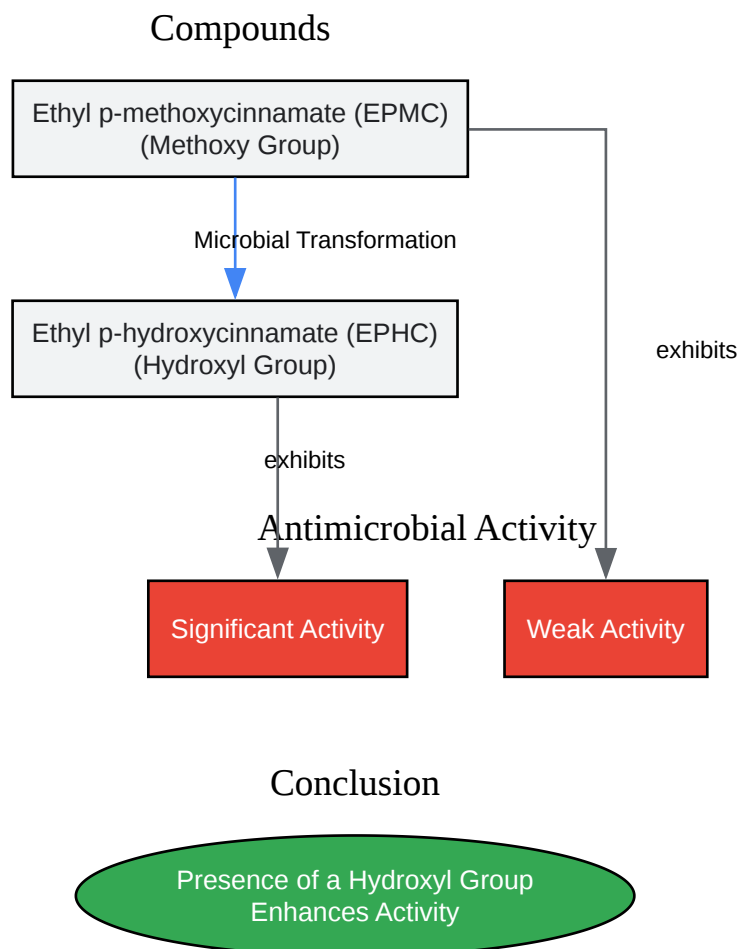 Compounds
Ethyl p-methoxycinnamate (EPMC)
(Methoxy Group)
Microbial Transformation
Ethyl p-hydroxycinnamate (EPHC)
(Hydroxyl Group)
exhibits
exhibits
Antimicrobial Activity
Significant Activity
Weak Activity
Conclusion
Presence of a Hydroxyl Group
Enhances Activity